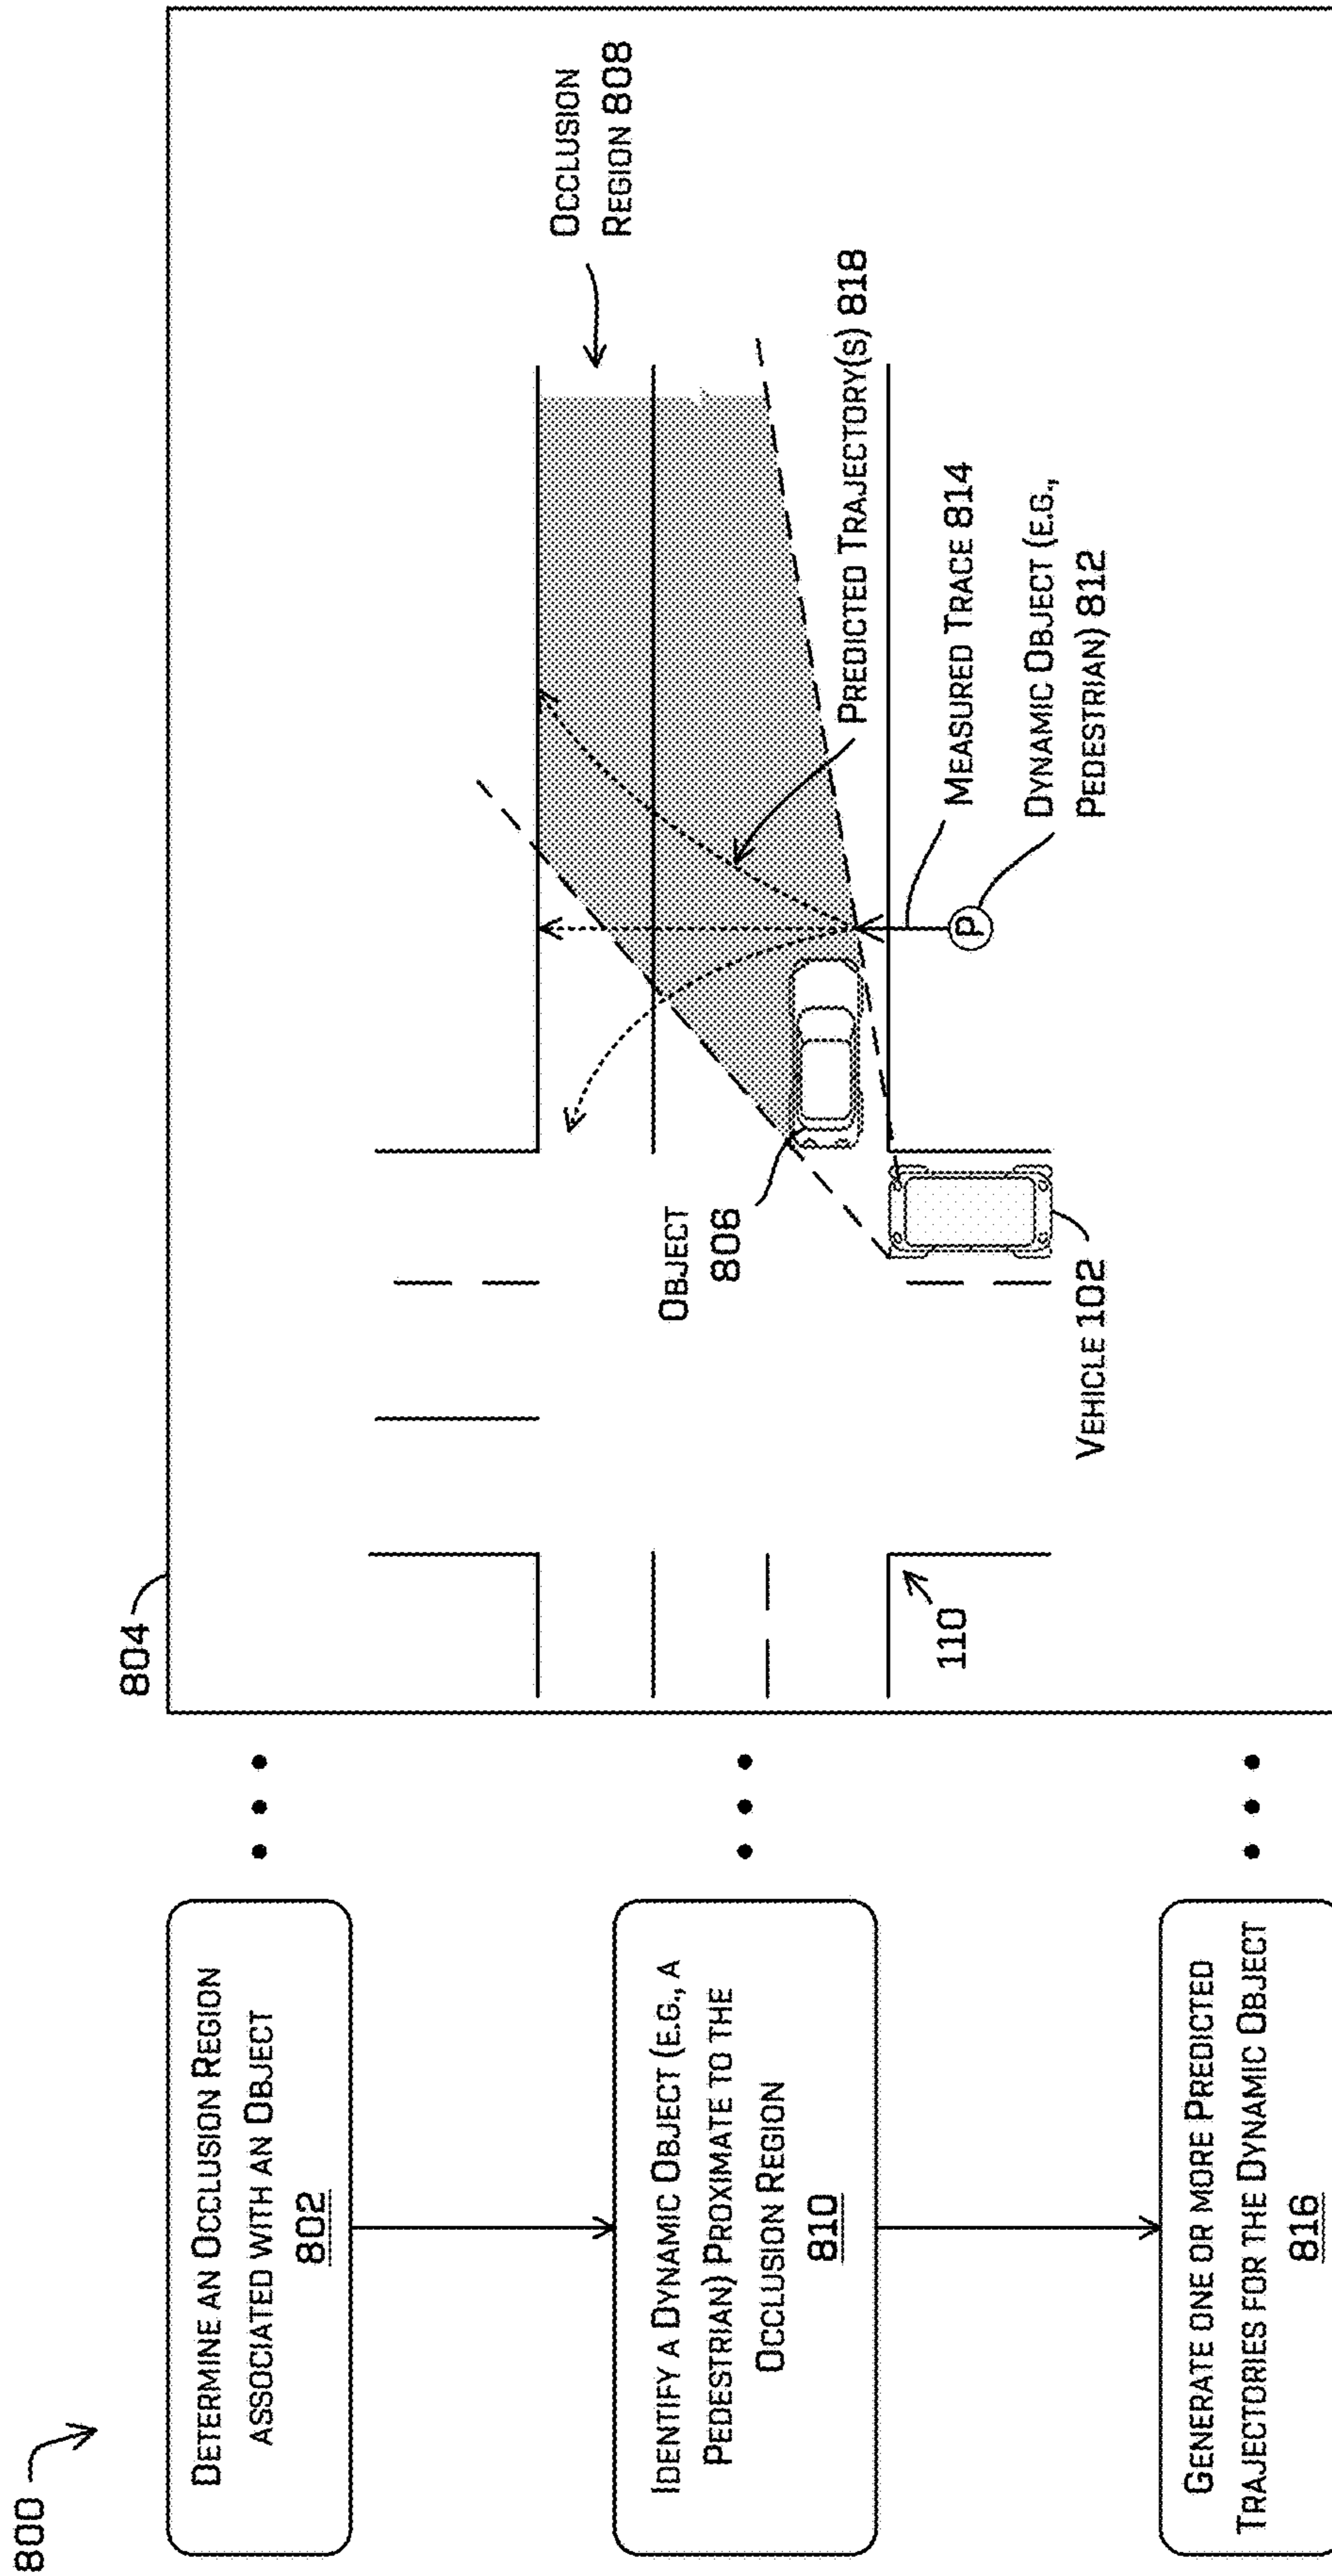 800
DETERMINE AN OCCLUSION REGION
ASSOCIATED WITH AN OBJECT
802
IDENTIFY A DYNAMIC OBJECT (E.G., A
PEDESTRIAN) PROXIMATE TO THE
OCCLUSION REGION
810
GENERATE ONE OR MORE PREDICTED
TRAJECTORIES FOR THE DYNAMIC OBJECT
816
804
OCCLUSION
REGION 808
OBJECT
806
PREDICTED TRAJECTORY(S) 818
MEASURED TRACE 814
DYNAMIC OBJECT (E.G.,
PEDESTRIAN) 812
P
110
VEHICLE 102